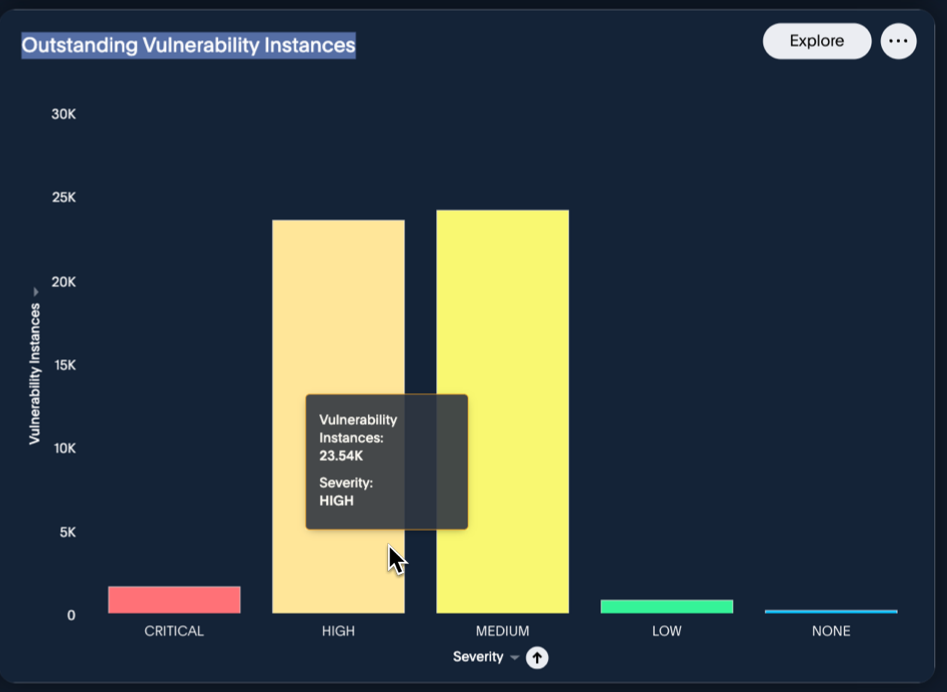 Outstanding Vulnerability Instances
Explore
30K
25K
20K
15K
10K
5K
0
Vulnerability Instances
Vulnerability
Instances:
23.54K
Severity:
HIGH
CRITICAL
HIGH
MEDIUM
LOW
NONE
Severity